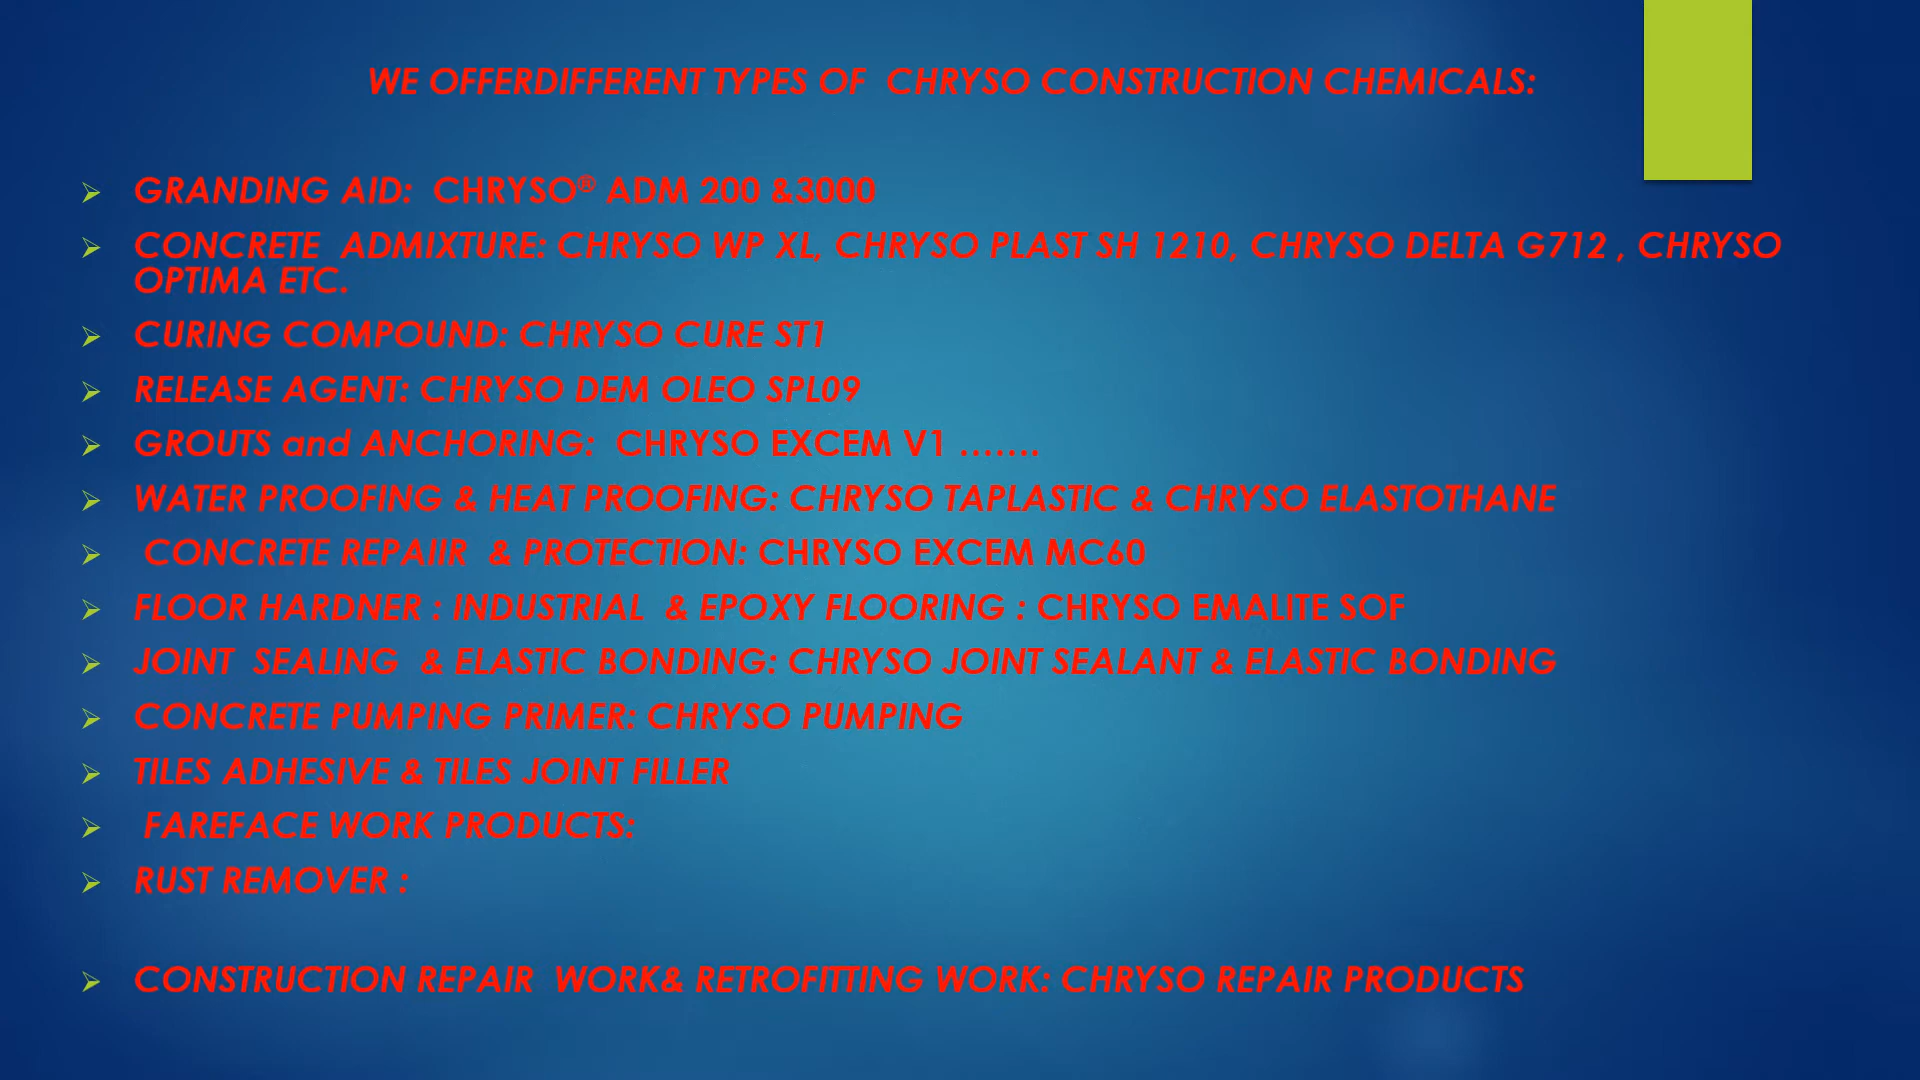 WE OFFERDIFFERENT TYPES OF  CHRYSO CONSTRUCTION CHEMICALS:
GRANDING AID:  CHRYSO® ADM 200 &3000
CONCRETE  ADMIXTURE: CHRYSO WP XL, CHRYSO PLAST SH 1210, CHRYSO DELTA G712 , CHRYSO
OPTIMA ETC.
CURING COMPOUND: CHRYSO CURE ST1
RELEASE AGENT: CHRYSO DEM OLEO SPL09
GROUTS and ANCHORING:  CHRYSO EXCEM V1 …….
WATER PROOFING & HEAT PROOFING: CHRYSO TAPLASTIC & CHRYSO ELASTOTHANE
CONCRETE REPAIIR  & PROTECTION: CHRYSO EXCEM MC60
FLOOR HARDNER : INDUSTRIAL  & EPOXY FLOORING : CHRYSO EMALITE SOF
JOINT  SEALING  & ELASTIC BONDING: CHRYSO JOINT SEALANT & ELASTIC BONDING
CONCRETE PUMPING PRIMER: CHRYSO PUMPING
TILES ADHESIVE & TILES JOINT FILLER
FAREFACE WORK PRODUCTS:
RUST REMOVER :
CONSTRUCTION REPAIR  WORK& RETROFITTING WORK: CHRYSO REPAIR PRODUCTS